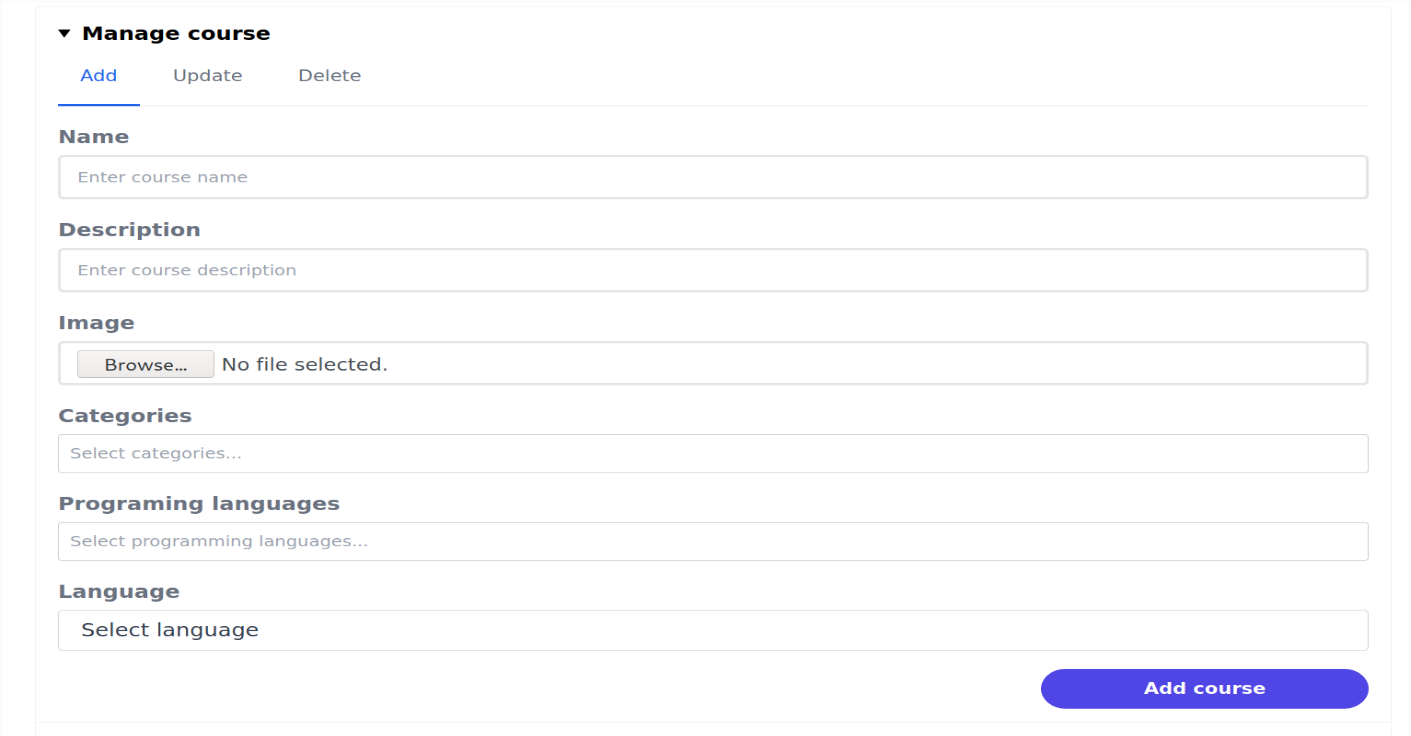 Manage course
Add Update Delete
Name
Enter course name
Description
Enter course description
Image
Browse... No file selected.
Categories
Select categories...
Programing languages
Select programming languages...
Language
Select language
Add course